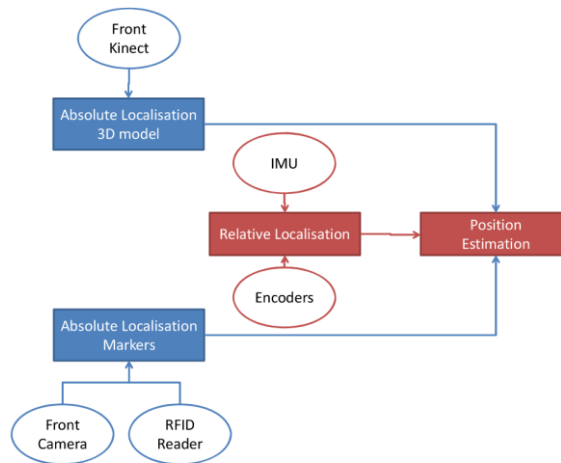 Front
Kinect
Absolute Localisation
3D model
IMU
Relative Localisation
Position
Estimation
Encoders
Absolute Localisation
Markers
Front
Camera
RFID
Reader